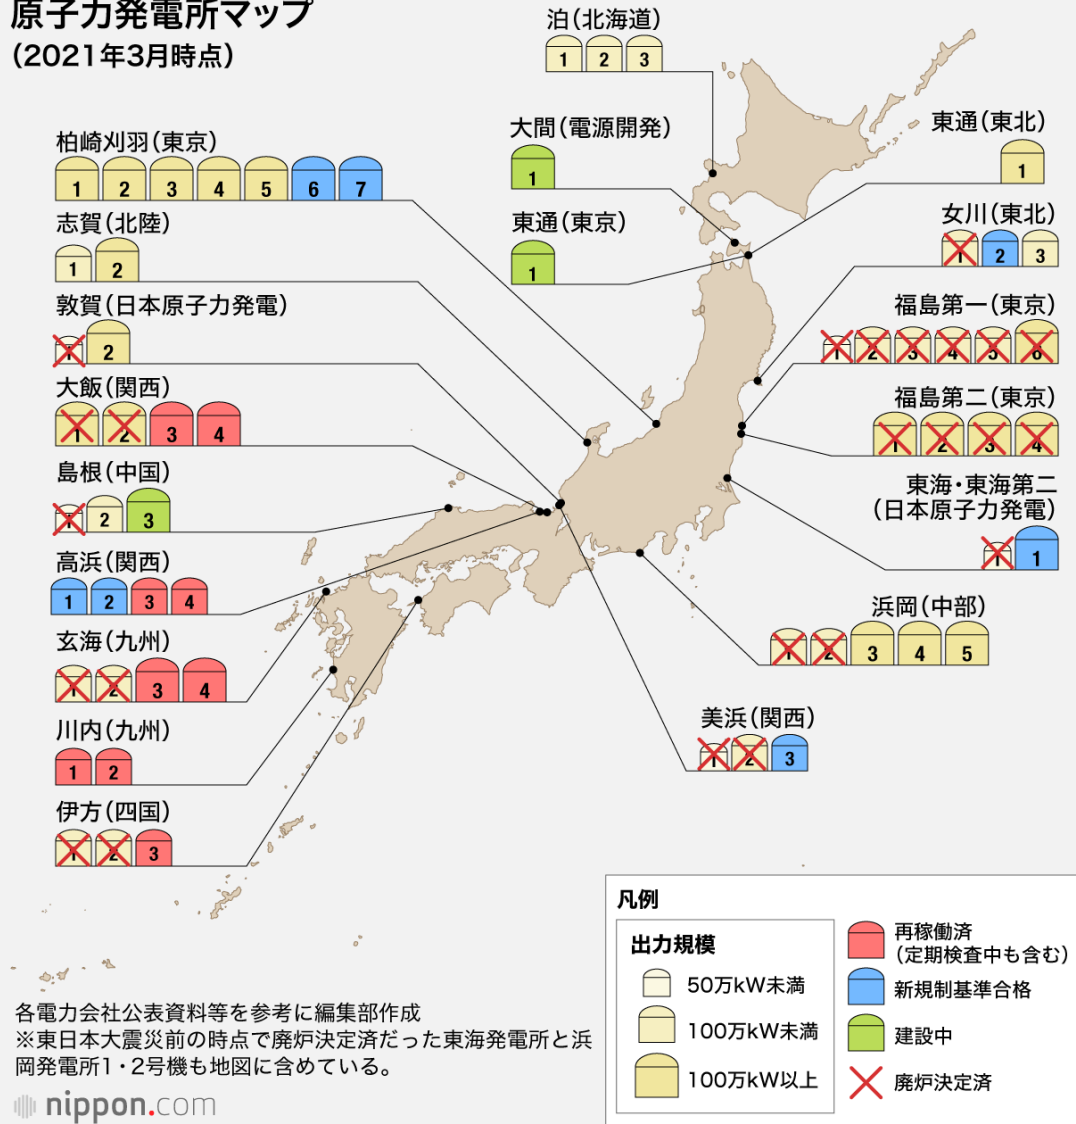 原子力発電所マップ
（2021年3月時点）
泊（北海道）
1 2 3
大間（電源開発）
1
東通（東京）
1
東通（東北）
1
女川（東北）
1 2 3
福島第一（東京）
1 2 3 4 5 6
福島第二（東京）
1 2 3 4
東海・東海第二
（日本原子力発電）
1 1
浜岡（中部）
1 2 3 4 5
美浜（関西）
1 2 3
柏崎刈羽（東京）
1 2 3 4 5 6 7
志賀（北陸）
1 2
敦賀（日本原子力発電）
1 2
大飯（関西）
1 2 3 4
島根（中国）
1 2 3
高浜（関西）
1 2 3 4
玄海（九州）
1 2 3 4
川内（九州）
1 2
伊方（四国）
1 2 3
凡例
出力規模
50万kW未満
100万kW未満
100万kW以上
再稼働済
（定期検査中も含む）
新規制基準合格
建設中
廃炉決定済
各電力会社公表資料等を参考に編集部作成
※東日本大震災前の時点で廃炉決定済だった東海発電所と浜
岡発電所1・2号機も地図に含めている。
nippon.com